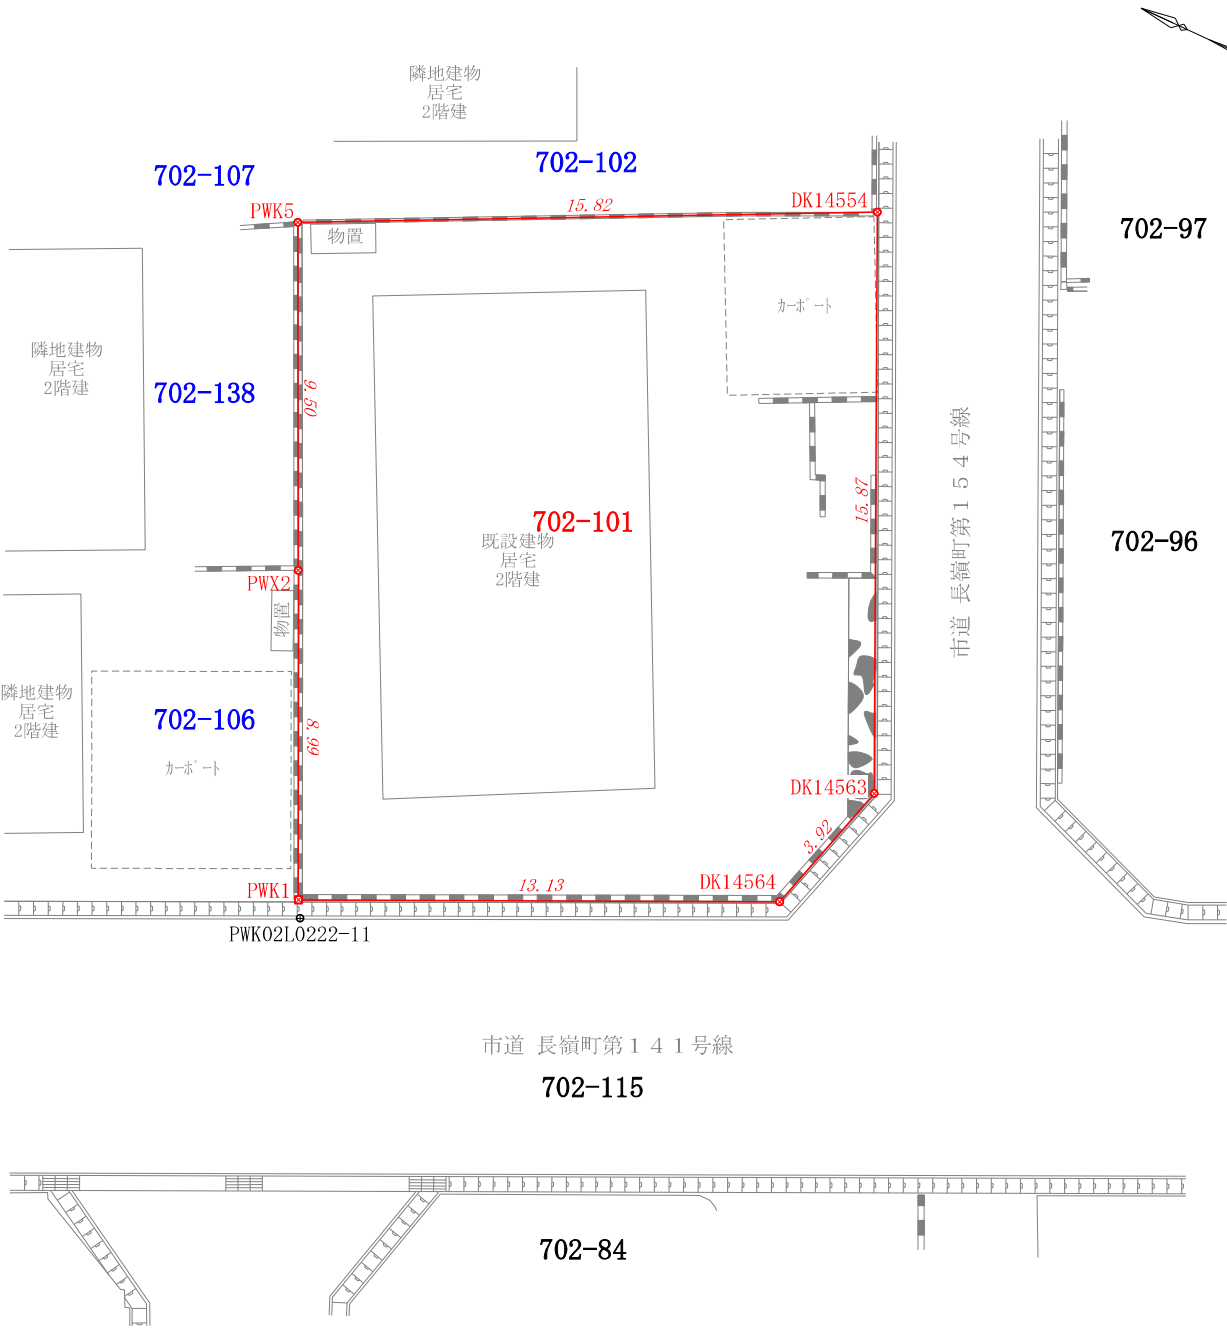 隣地建物
居宅
2階建
702-107
702-102
PWK5
15.82
DK14554
702-97
物置
カーポート
隣地建物
居宅
2階建
702-138
9.50
市道 長嶺町第154号線
15.87
702-101
既設建物
居宅
2階建
702-96
PWX2
物置
隣地建物
居宅
2階建
702-106
8.99
カーポート
DK14563
3.92
PWK1
13.13
DK14564
PWK02L0222-11
市道 長嶺町第141号線
702-115
702-84